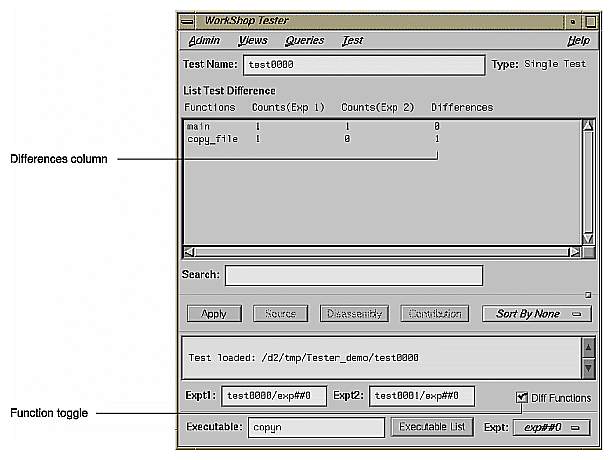 WorkShop Tester
Admin Views Queries Test Help
Test Name: test0000 Type: Single Test
List Test Difference
Functions Counts(Exp 1) Counts(Exp 2) Differences
main 1 1 0
copy_file 1 0 1
Differences column
Search:
Apply Source Disassembly Contribution Sort By None
Test loaded: /d2/tmp/Tester_demo/test0000
Expt1: test0000/exp##0 Expt2: test0001/exp##0 Diff Functions
Function toggle
Executable: copyn Executable List Expt: exp##0